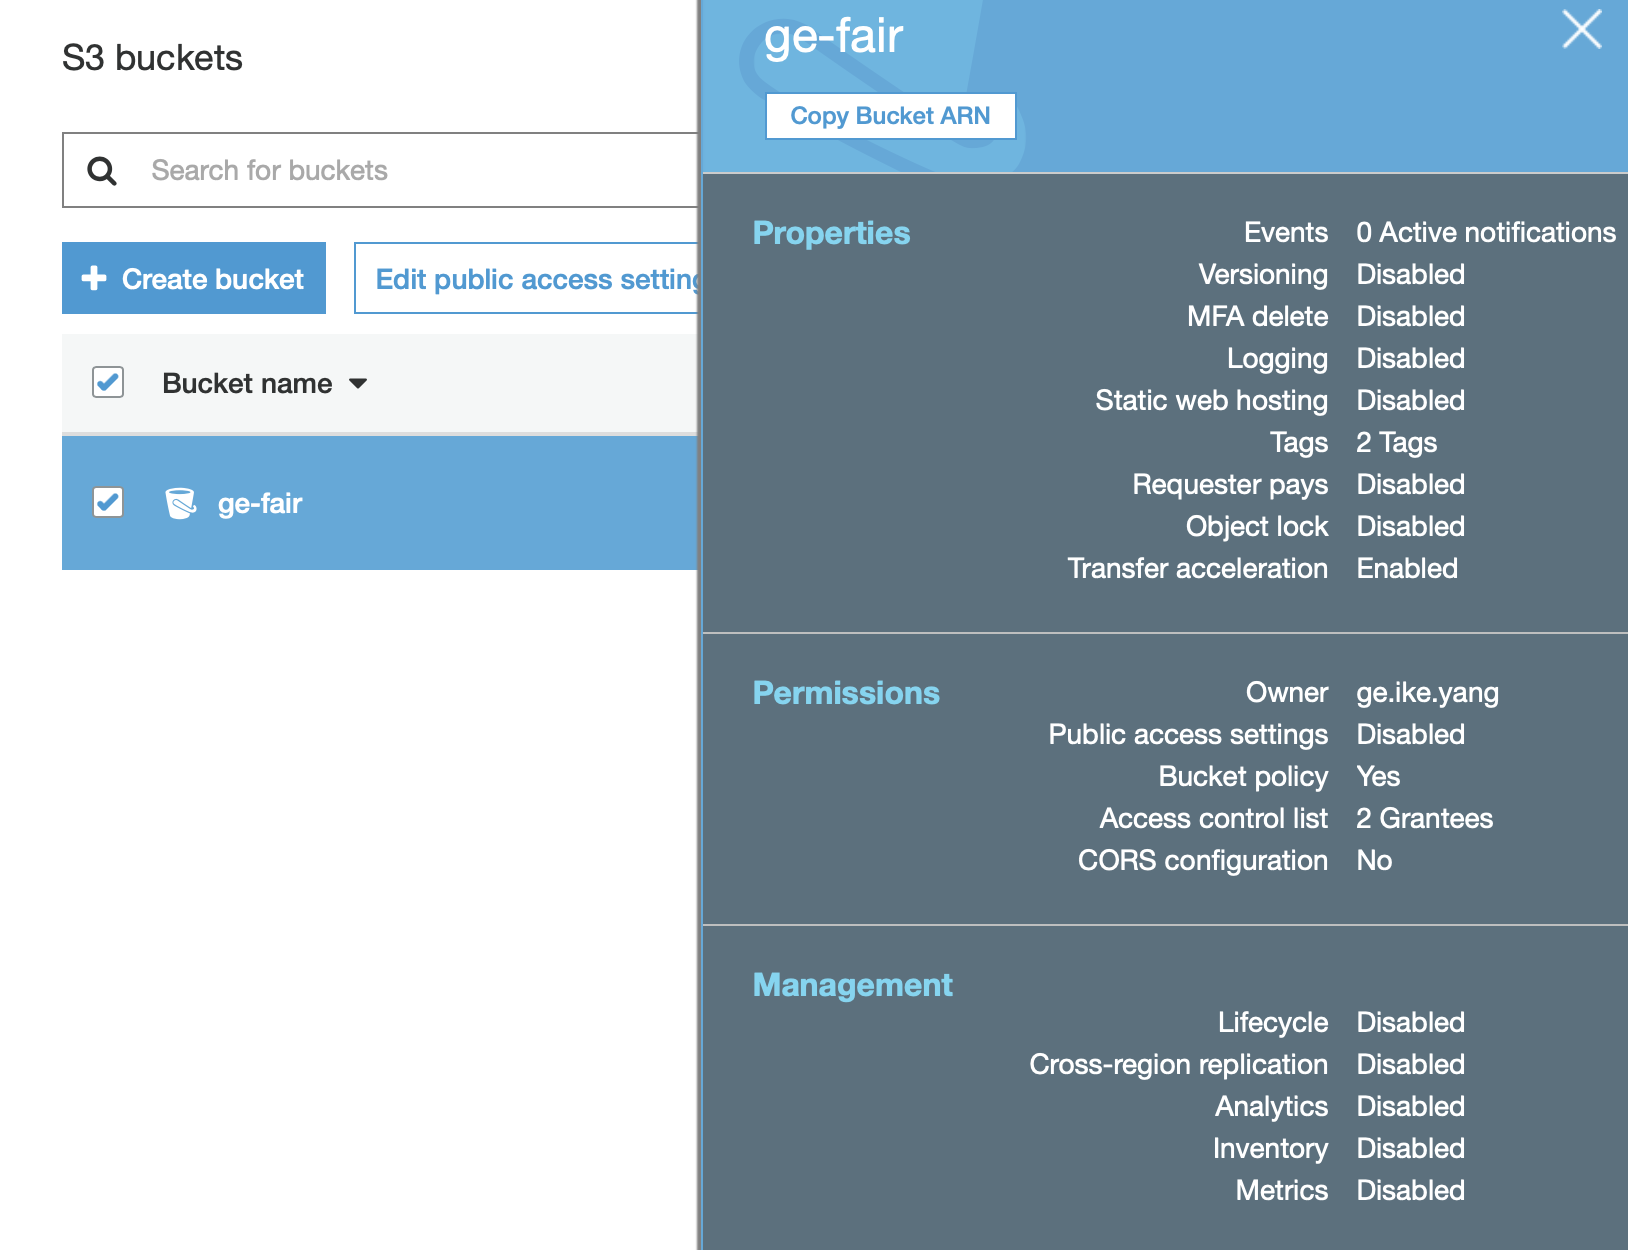 S3 buckets
Search for buckets
Create bucket
Edit public access setting
Bucket name
ge-fair
ge-fair
Copy Bucket ARN
Properties
Events 0 Active notifications
Versioning Disabled
MFA delete Disabled
Logging Disabled
Static web hosting Disabled
Tags 2 Tags
Requester pays Disabled
Object lock Disabled
Transfer acceleration Enabled
Permissions
Owner ge.ike.yang
Public access settings Disabled
Bucket policy Yes
Access control list 2 Grantees
CORS configuration No
Management
Lifecycle Disabled
Cross-region replication Disabled
Analytics Disabled
Inventory Disabled
Metrics Disabled